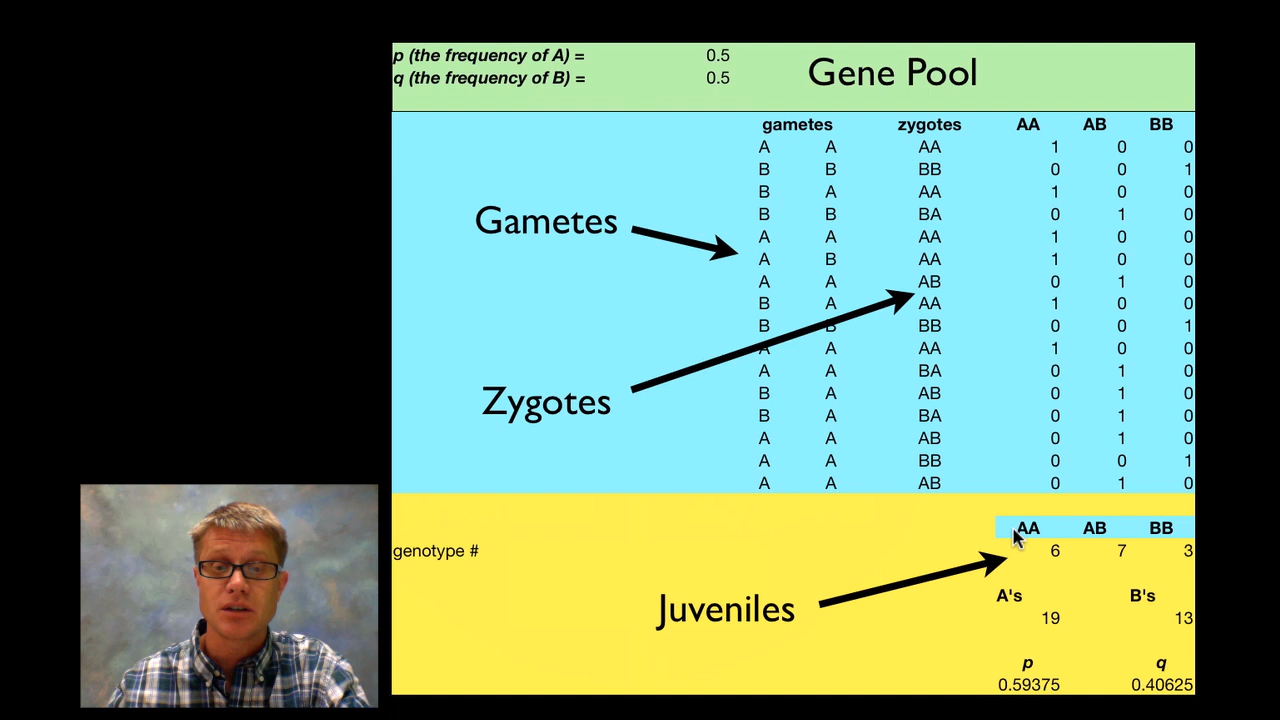 p (the frequency of A) = 0.5
q (the frequency of B) = 0.5
Gene Pool
gametes zygotes AA AB BB
A A AA 1 0 0
B B BB 0 0 1
B A AA 1 0 0
B B BA 0 1 0
A A AA 1 0 0
A B AA 1 0 0
A A AB 0 1 0
B A AA 1 0 0
B B BB 0 0 1
A A AA 1 0 0
A A BA 0 1 0
B A AB 0 1 0
B A BA 0 1 0
A A AB 0 1 0
A A BB 0 0 1
A A AB 0 1 0
Gametes
Zygotes
AA AB BB
genotype # 6 7 3
Juveniles
A's B's
19 13
p q
0.59375 0.40625